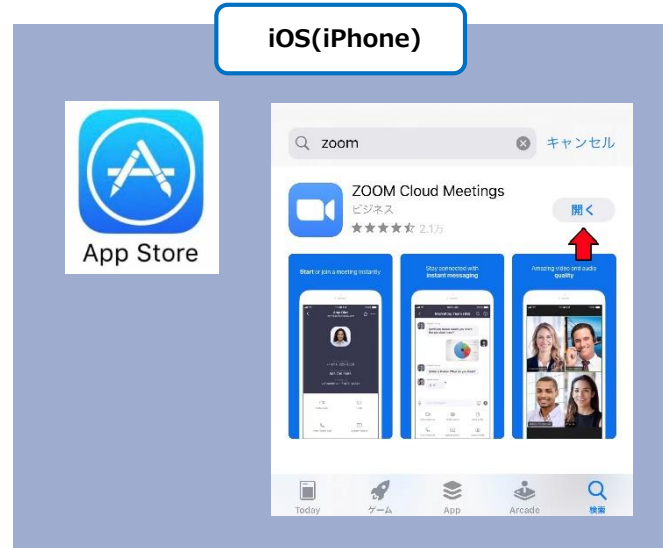 iOS(iPhone)
App Store
zoom
キャンセル
ZOOM Cloud Meetings
ビジネス
2.1万
開く
Start or join a meeting instantly
Stay connected with
instant messaging
Amazing video and audio
quality
Today
ゲーム
App
Arcade
検索